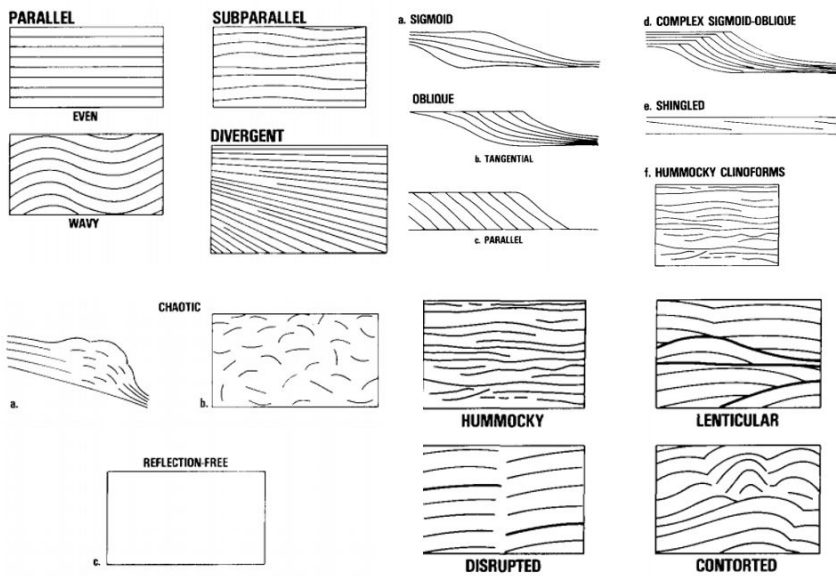 PARALLEL
EVEN
WAVY
SUBPARALLEL
DIVERGENT
a. SIGMOID
OBLIQUE
b. TANGENTIAL
c. PARALLEL
d. COMPLEX SIGMOID-OBLIQUE
e. SHINGLED
f. HUMMOCKY CLINOFORMS
CHAOTIC
a.
b.
REFLECTION-FREE
c.
HUMMOCKY
LENTICULAR
DISRUPTED
CONTORTED